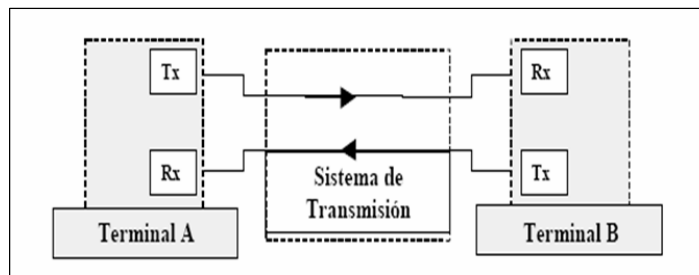 Tx
Rx
Rx
Tx
Sistema de
Transmisión
Terminal A
Terminal B